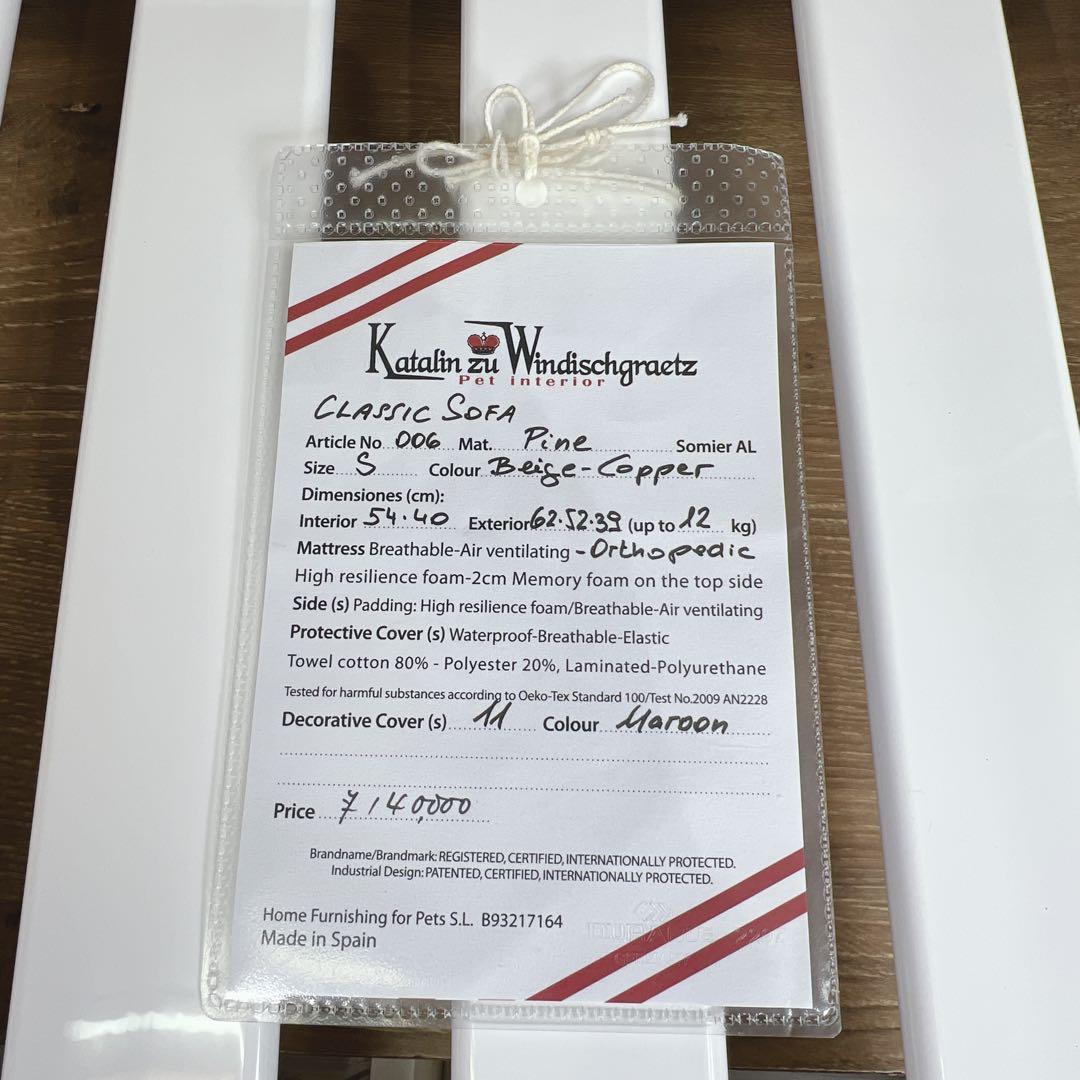 Katalin zu Windischgraetz
Pet interior
CLASSIC SOFA
Article No. 006 Mat. Pine Somier AL
Size S Colour Beige-Copper
Dimensiones (cm):
Interior 54.40 Exterior 62.52.39 (up to 12 kg)
Mattress Breathable-Air ventilating - Orthopedic
High resilience foam-2cm Memory foam on the top side
Side (s) Padding: High resilience foam/Breathable-Air ventilating
Protective Cover (s) Waterproof-Breathable-Elastic
Towel cotton 80% - Polyester 20%, Laminated-Polyurethane
Tested for harmful substances according to Oeko-Tex Standard 100/Test No.2009 AN2228
Decorative Cover (s) 11 Colour Maroon
Price ¥140,000
Brandname/Brandmark: REGISTERED, CERTIFIED, INTERNATIONALLY PROTECTED.
Industrial Design: PATENTED, CERTIFIED, INTERNATIONALLY PROTECTED.
Home Furnishing for Pets S.L. B93217164
Made in Spain
DURABLE